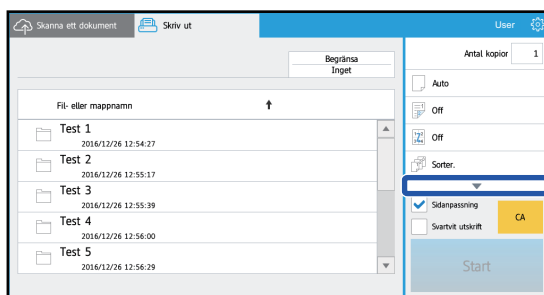 Skanna ett dokument
Skriv ut
User
Begränsa
Inget
Antal kopior 1
Auto
Fil- eller mappnamn
Off
Test 1
2016/12/26 12:54:27
Off
Test 2
2016/12/26 12:55:17
Sorter.
Test 3
2016/12/26 12:55:39
Sidanpassning
Test 4
2016/12/26 12:56:00
Svartvit utskrift
CA
Test 5
2016/12/26 12:56:29
Start